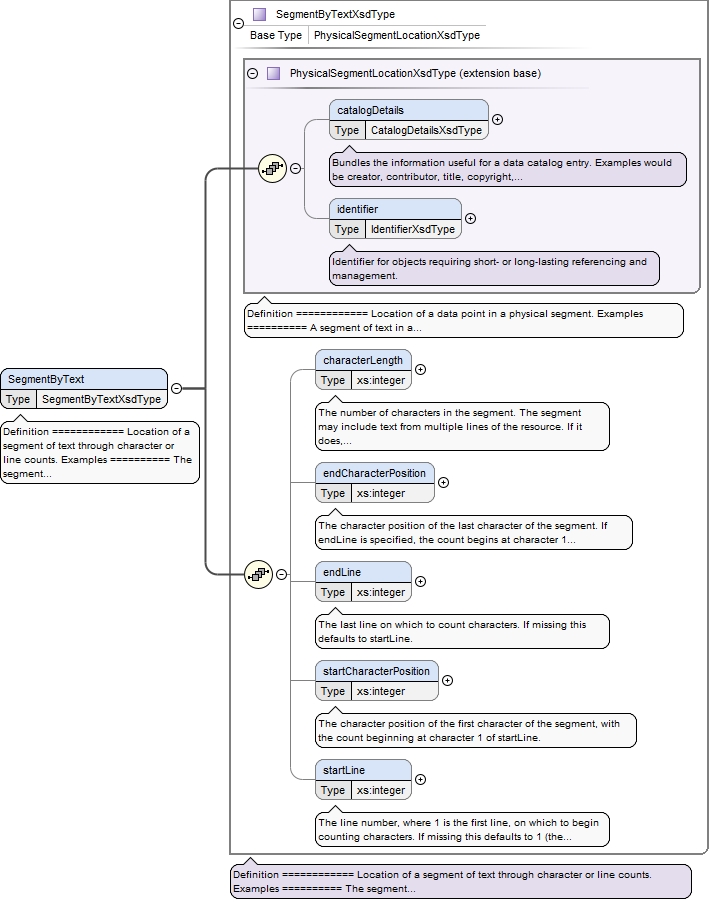 SegmentByTextXsdType
Base Type PhysicalSegmentLocationXsdType
PhysicalSegmentLocationXsdType (extension base)
catalogDetails
Type CatalogDetailsXsdType
Bundles the information useful for a data catalog entry. Examples would
be creator, contributor, title, copyright,...
identifier
Type IdentifierXsdType
Identifier for objects requiring short- or long-lasting referencing and
management.
Definition ============ Location of a data point in a physical segment. Examples
========== A segment of text in a...
SegmentByText
Type SegmentByTextXsdType
Definition ============ Location of a
segment of text through character or
line counts. Examples ========== The
segment...
characterLength
Type xs:integer
The number of characters in the segment. The segment
may include text from multiple lines of the resource. If it
does,...
endCharacterPosition
Type xs:integer
The character position of the last character of the segment. If
endLine is specified, the count begins at character 1...
endLine
Type xs:integer
The last line on which to count characters. If missing this
defaults to startLine.
startCharacterPosition
Type xs:integer
The character position of the first character of the segment, with
the count beginning at character 1 of startLine.
startLine
Type xs:integer
The line number, where 1 is the first line, on which to begin
counting characters. If missing this defaults to 1 (the...
Definition ============ Location of a segment of text through character or line counts.
Examples ========== The segment...